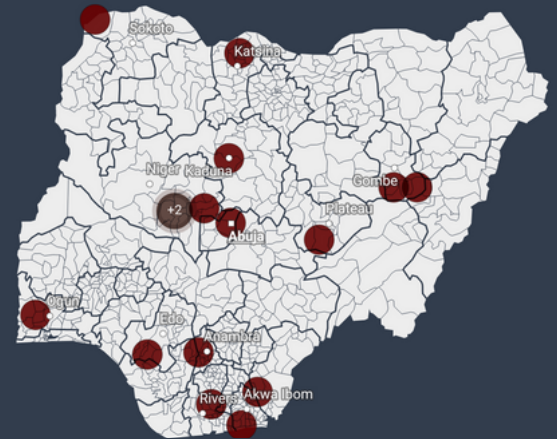 Sokoto
Katsina
Niger Kaduna
Gombe
+2
Plateau
Abuja
Ogun
Edo
Anambra
Rivers Akwa Ibom